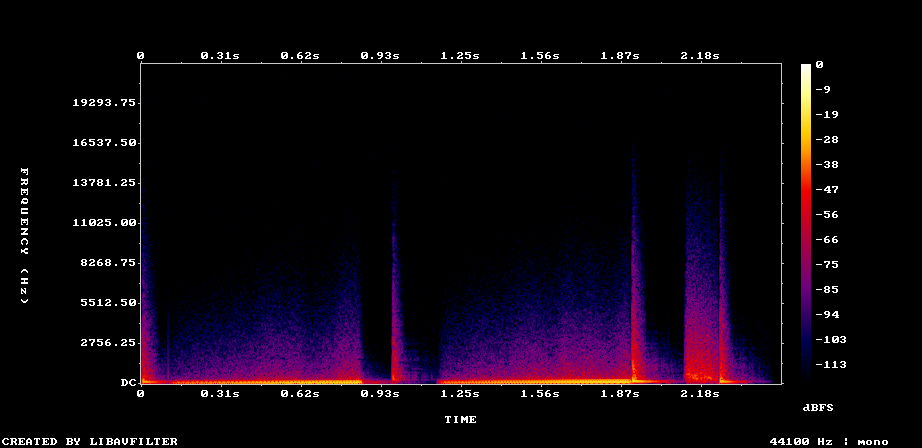 0 0.31s 0.62s 0.93s 1.25s 1.56s 1.87s 2.18s
0
-9
-19
-28
-38
-47
-56
-66
-75
-85
-94
-103
-113
dBFS
19293.75
16537.50
13781.25
11025.00
8268.75
5512.50
2756.25
DC
FREQUENCY (Hz)
0 0.31s 0.62s 0.93s 1.25s 1.56s 1.87s 2.18s
TIME
CREATED BY LIBAVFILTER
44100 Hz | mono